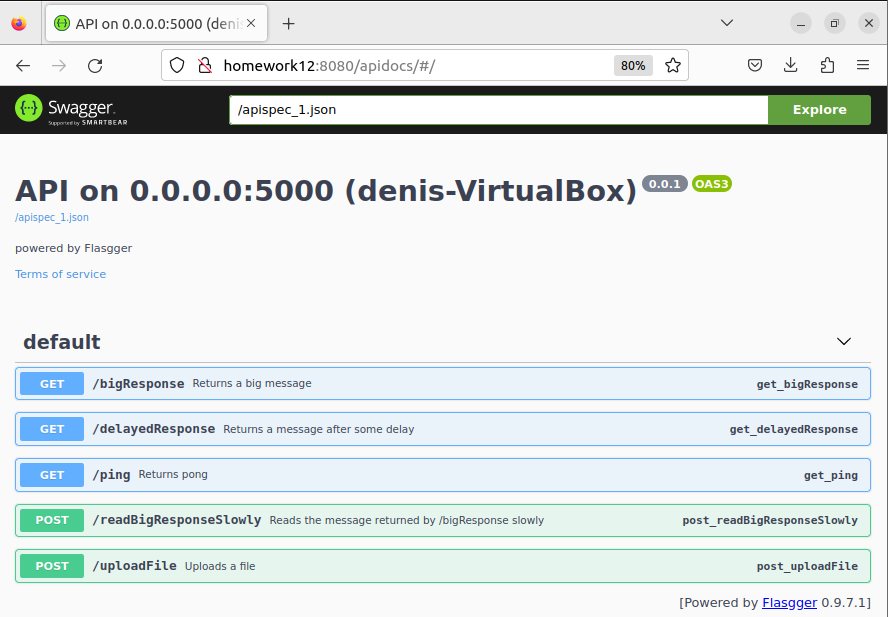 API on 0.0.0.0:5000 (deni
homework12:8080/apidocs/#/
80%
Swagger.
Supported by SMARTBEAR
/apispec_1.json
Explore
API on 0.0.0.0:5000 (denis-VirtualBox) 0.0.1 OAS3
/apispec_1.json
powered by Flasgger
Terms of service
default
GET /bigResponse Returns a big message get_bigResponse
GET /delayedResponse Returns a message after some delay get_delayedResponse
GET /ping Returns pong get_ping
POST /readBigResponseSlowly Reads the message returned by /bigResponse slowly post_readBigResponseSlowly
POST /uploadFile Uploads a file post_uploadFile
[Powered by Flasgger 0.9.7.1]